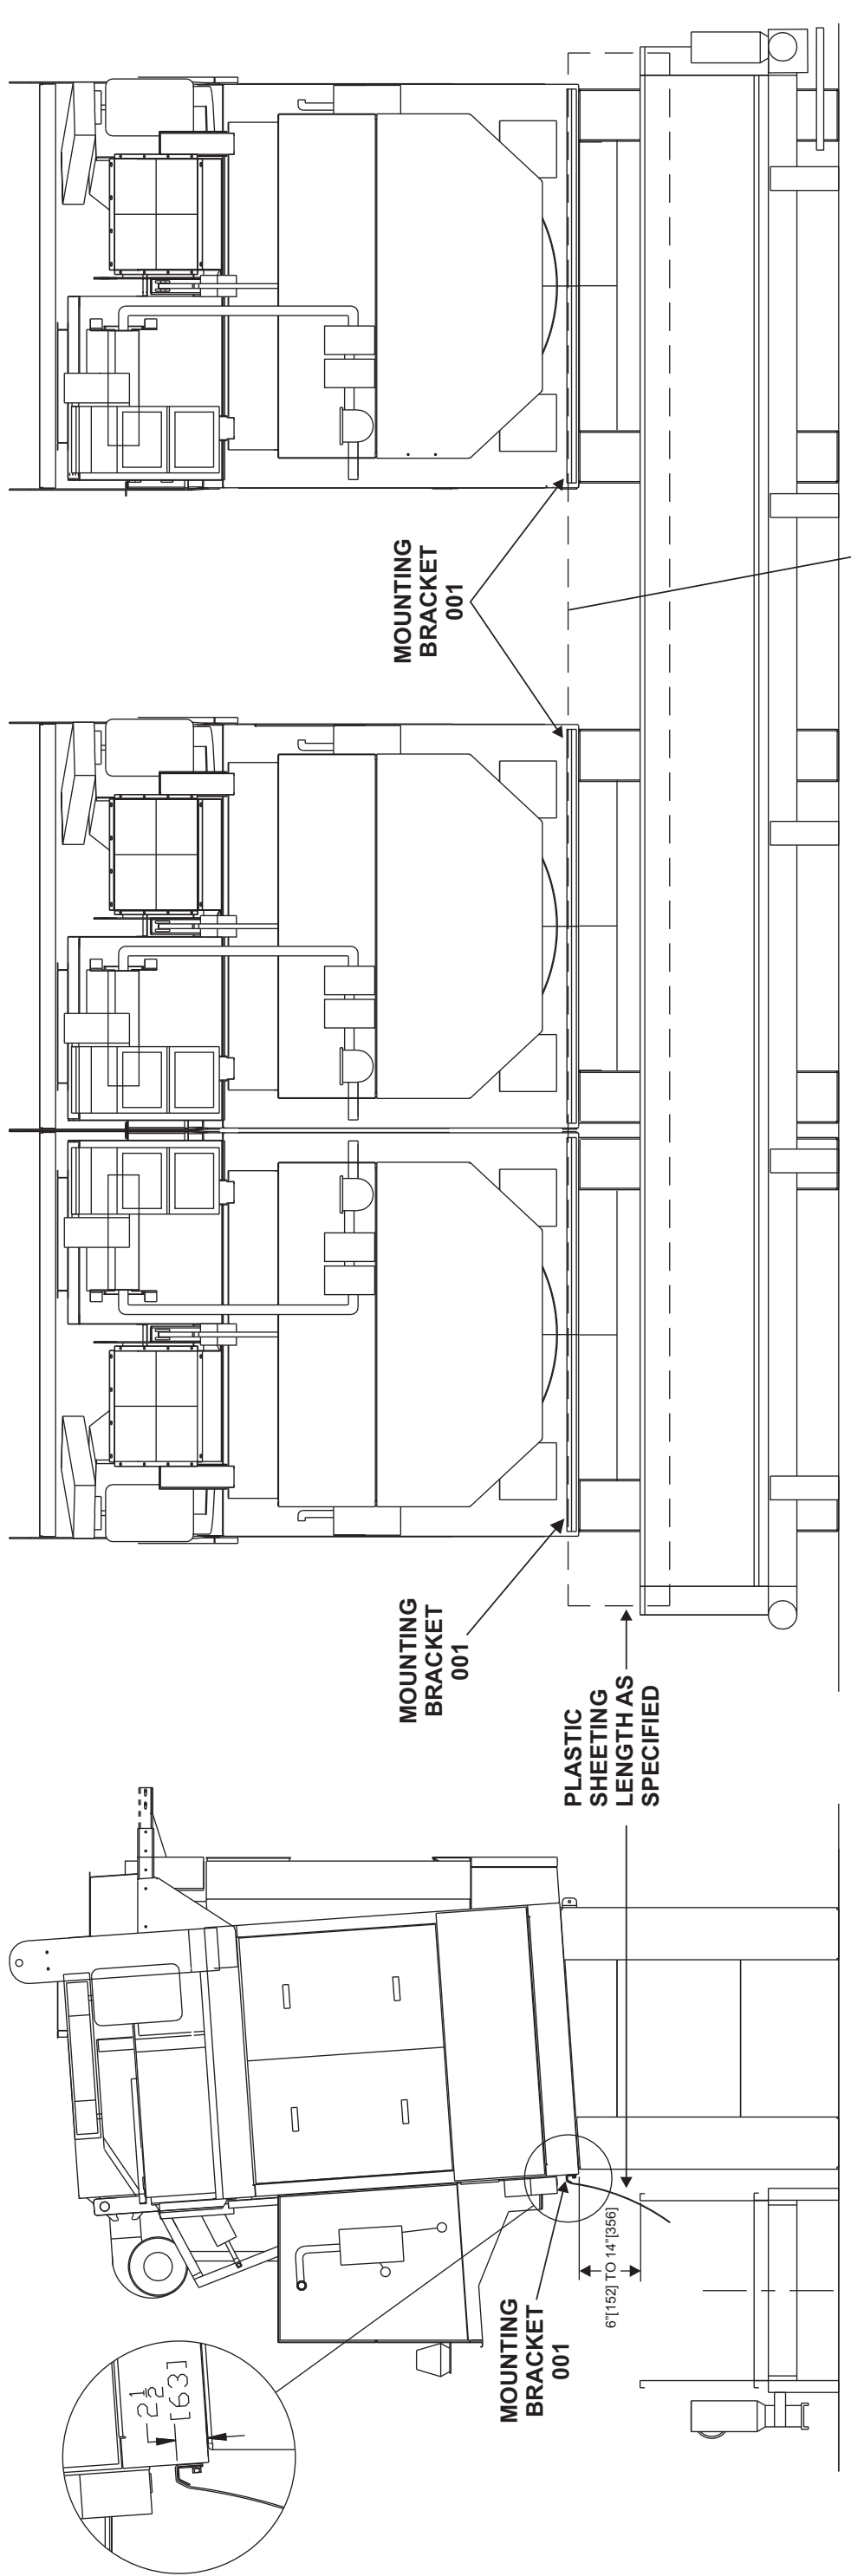 MOUNTING
BRACKET
001
2 1/2
[63]
MOUNTING
BRACKET
001
6"[152] TO 14"[356]
PLASTIC
SHEETING
LENGTH AS
SPECIFIED
MOUNTING
BRACKET
001